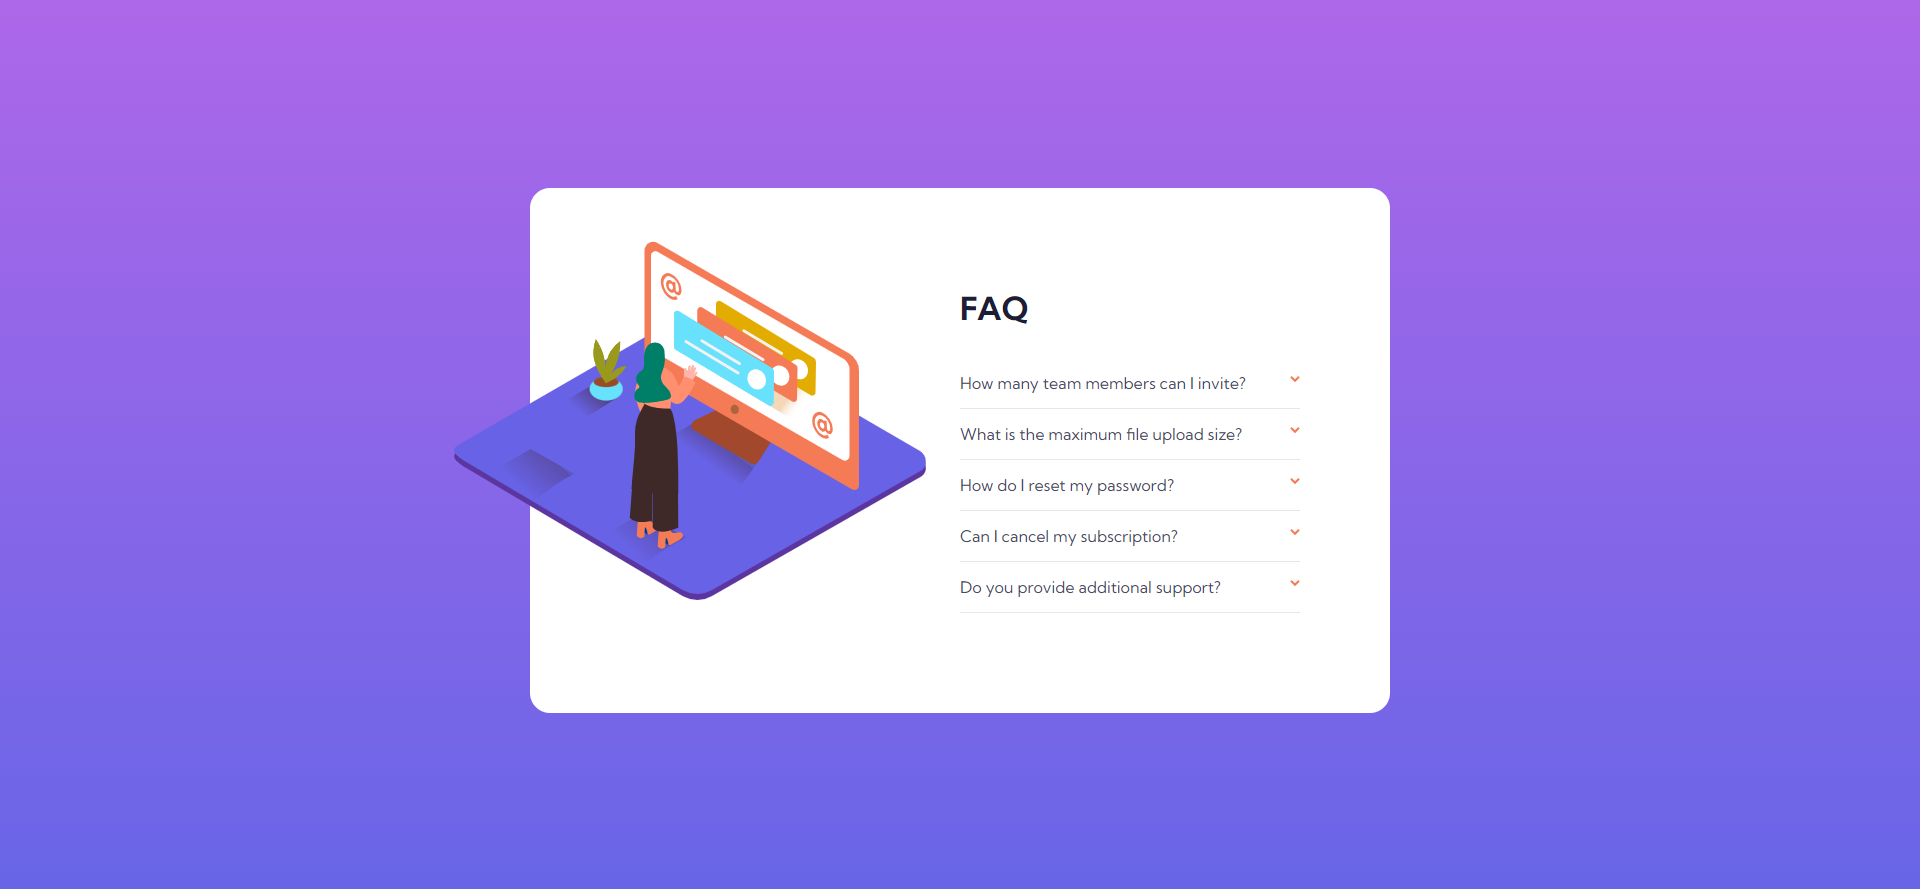 @
@
FAQ
How many team members can I invite?
What is the maximum file upload size?
How do I reset my password?
Can I cancel my subscription?
Do you provide additional support?